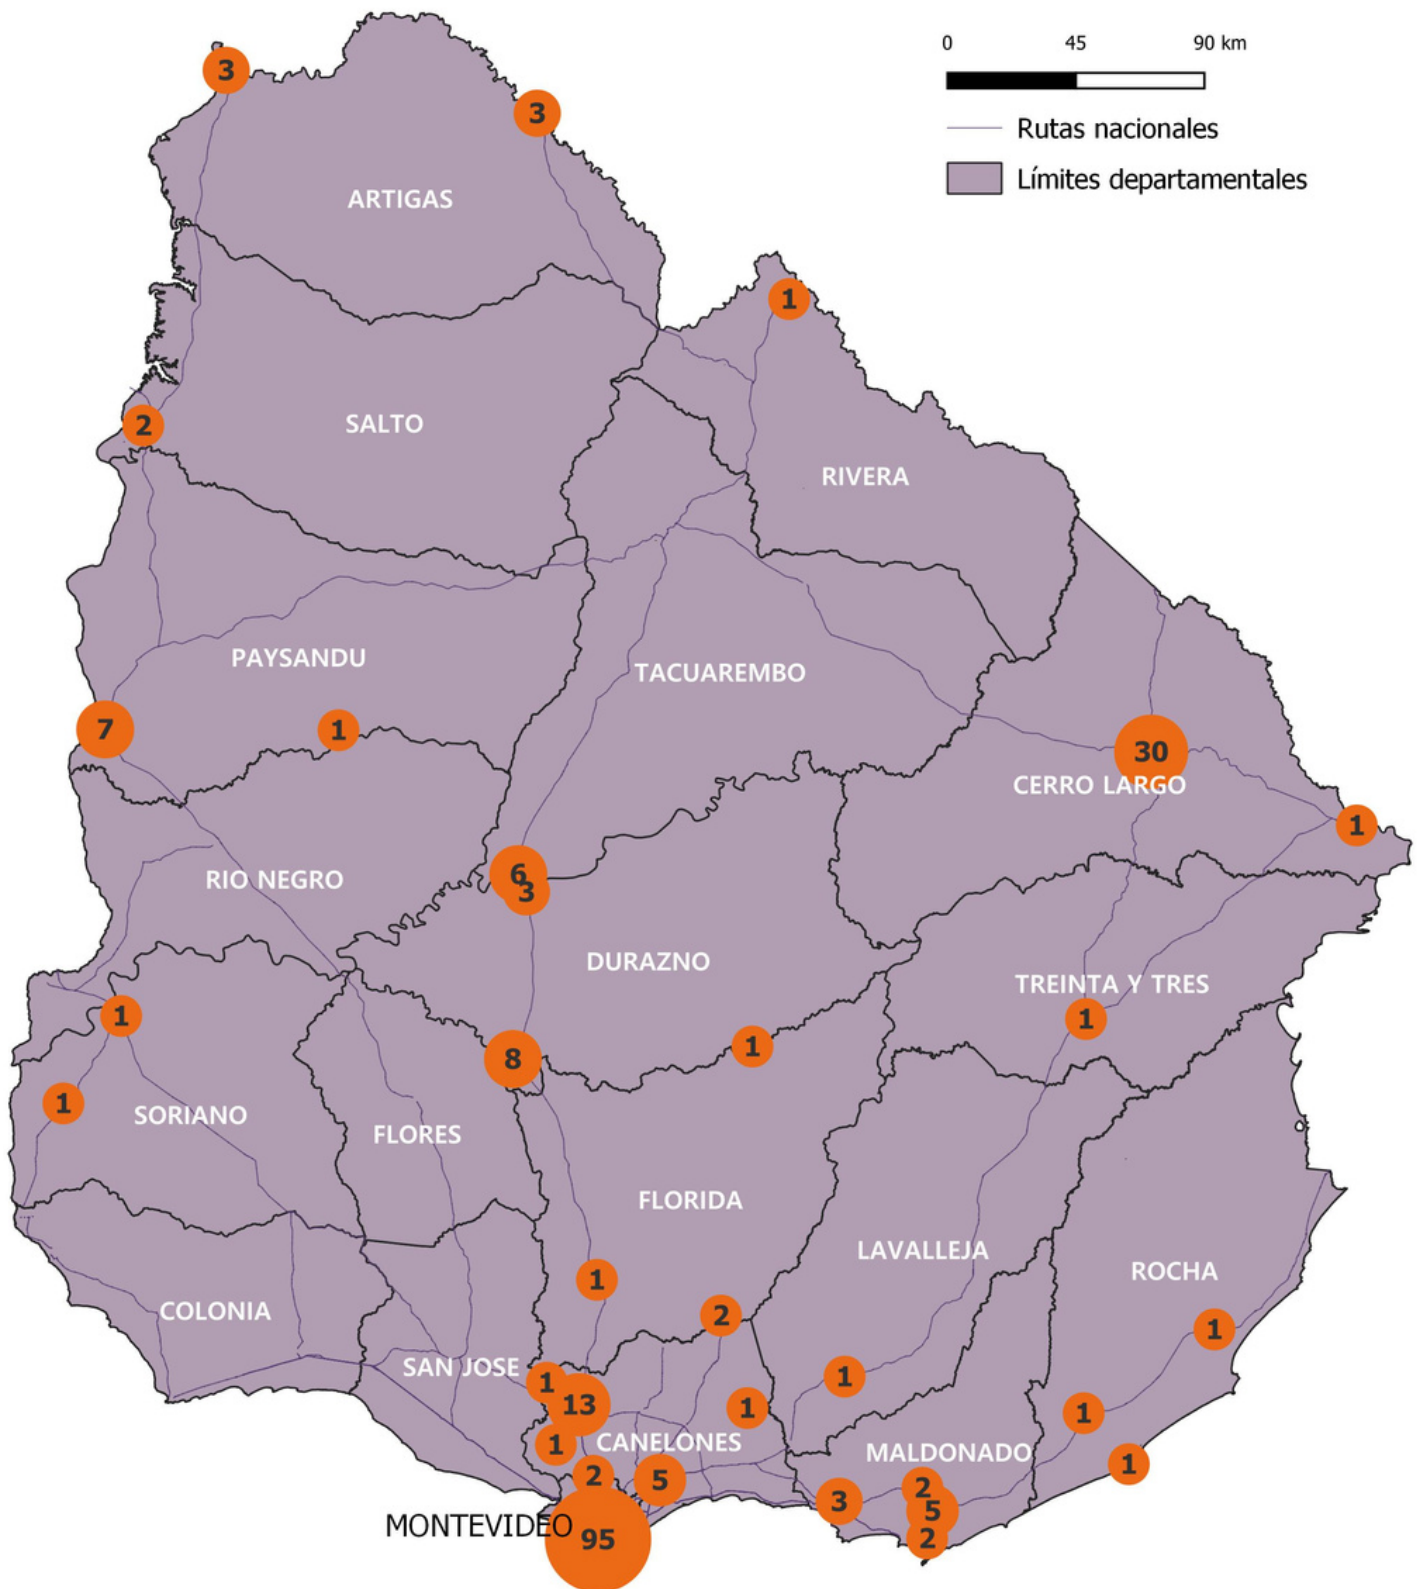 0 45 90 km
3
3
Rutas nacionales
Límites departamentales
ARTIGAS
1
2
SALTO
RIVERA
PAYSANDU
TACUAREMBO
7
1
30
CERRO LARGO
1
6
3
RIO NEGRO
DURAZNO
TREINTA Y TRES
1
1
8
1
1
SORIANO
FLORES
FLORIDA
LAVALLEJA
ROCHA
1
COLONIA
2
1
SAN JOSE
1
1
13
1
1
1
CANELONES
MALDONADO
1
2
5
2
3
5
MONTEVIDEO
95
2